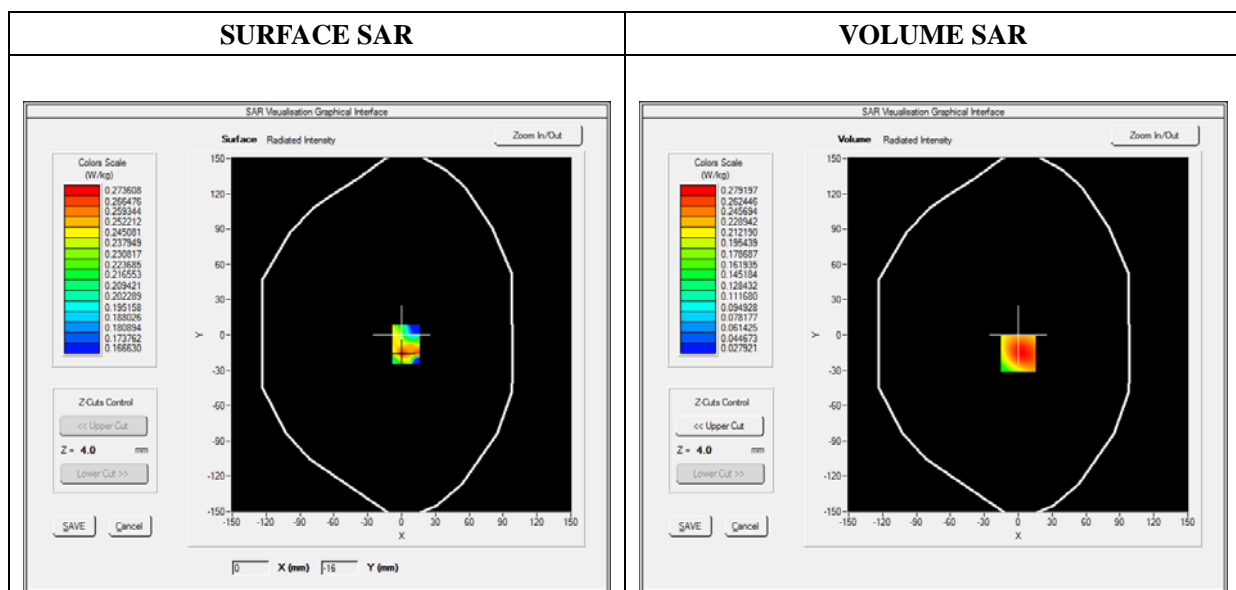 SURFACE SAR
VOLUME SAR
SAR Visualisation Graphical Interface
Surface Radiated Intensity
Zoom In/Out
Colors Scale
(W/kg)
0.273608
0.266476
0.259344
0.252212
0.245081
0.237949
0.230817
0.223685
0.216553
0.209421
0.202289
0.195158
0.188026
0.180894
0.173762
0.166630
Z-Cuts Control
<< Upper Cut
Z = 4.0 mm
Lower Cut >>
SAVE Cancel
150
120
90
60
30
0
-30
-60
-90
-120
-150
Y
-150 -120 -90 -60 -30 0 30 60 90 120 150
X
0 X (mm) -16 Y (mm)
SAR Visualisation Graphical Interface
Volume Radiated Intensity
Zoom In/Out
Colors Scale
(W/kg)
0.279197
0.262446
0.245694
0.228942
0.212190
0.195439
0.178687
0.161935
0.145184
0.128432
0.111680
0.094928
0.078177
0.061425
0.044673
0.027921
Z-Cuts Control
<< Upper Cut
Z = 4.0 mm
Lower Cut >>
SAVE Cancel
150
120
90
60
30
0
-30
-60
-90
-120
-150
Y
-150 -120 -90 -60 -30 0 30 60 90 120 150
X